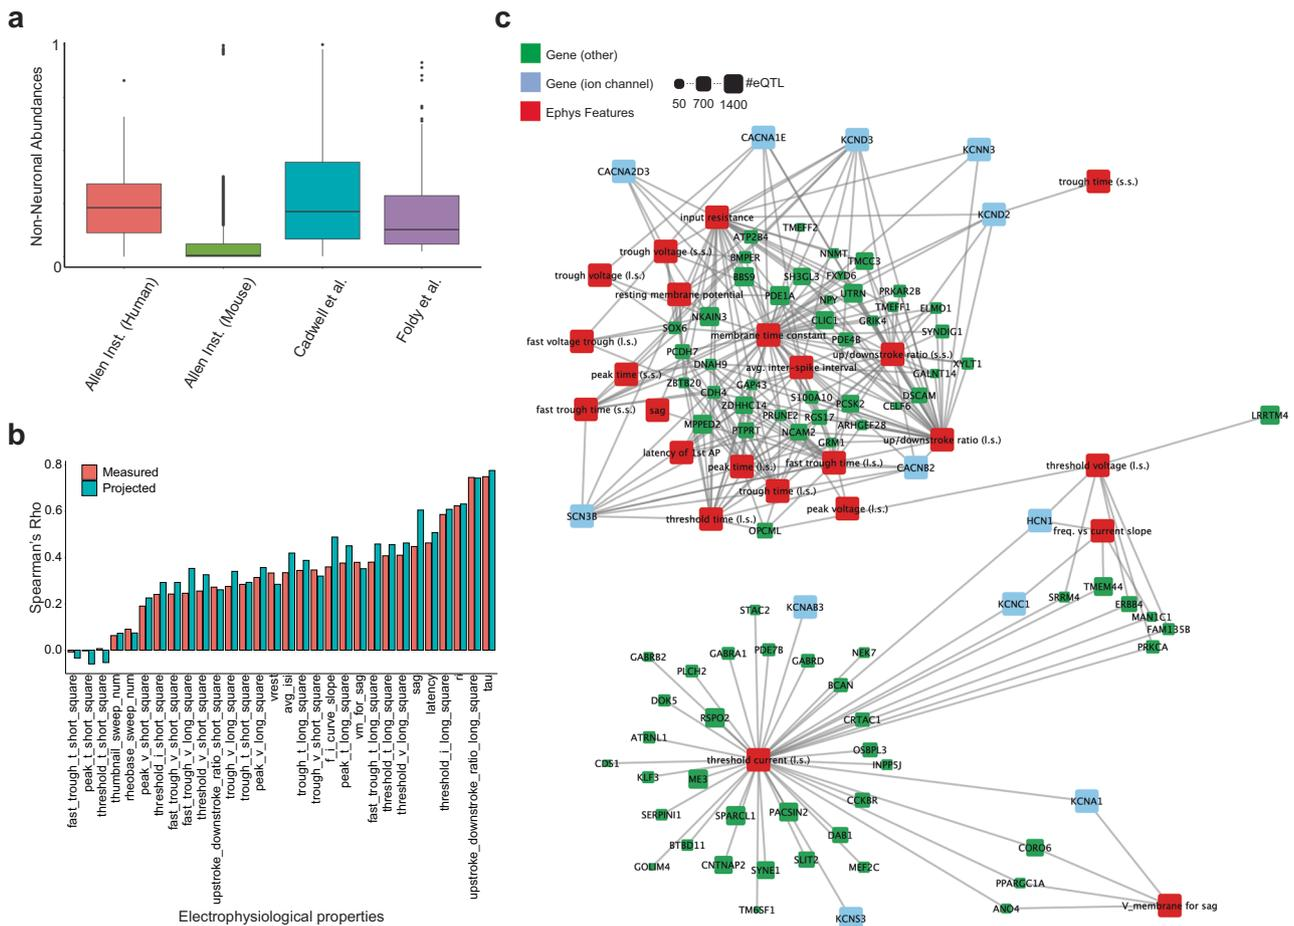 a
1
0
Non-Neuronal Abundances
Allen Inst. (Human)
Allen Inst. (Mouse)
Cadwell et al.
Foldy et al.
b
Measured
Projected
0.8
0.6
0.4
0.2
0.0
Spearman's Rho
fast_trough_t_short_square
peak_t_short_square
threshold_t_short_square
thumbnail_sweep_num
rheobase_sweep_num
peak_v_short_square
threshold_i_short_square
fast_trough_v_short_square
fast_trough_v_long_square
threshold_v_short_square
upstroke_downstroke_ratio_short_square
trough_v_long_square
trough_t_short_square
peak_v_long_square
vrest
avg_isi
trough_t_long_square
trough_v_short_square
f_i_curve_slope
peak_t_long_square
vm_for_sag
fast_trough_t_long_square
threshold_t_long_square
threshold_v_long_square
sag
latency
threshold_i_long_square
ri
upstroke_downstroke_ratio_long_square
tau
Electrophysiological properties
c
Gene (other)
Gene (ion channel)
Ephys Features
#eQTL
50 700 1400
CACNA1E
KCND3
KCNN3
CACNA2D3
trough time (s.s.)
KCND2
input resistance
TMEFF2
ATP2B4
trough voltage (s.s.)
BMPER
NNMT
TMCC3
trough voltage (l.s.)
BBS9
SH3GL3
FXYD6
resting membrane potential
PDE1A
NPY
UTRN
PRKAR2B
TMEFF1
ELMO1
NKAIN3
CLIC1
GRIK4
SOX6
SYNDIG1
fast voltage trough (l.s.)
membrane time constant
PDE4B
PCDH7
up/downstroke ratio (s.s.)
DNAH9
avg. inter-spike interval
XYLT1
peak time (s.s.)
GALNT14
ZBTB20
CDH4
GAP43
S100A10
DSCAM
fast trough time (s.s.)
sag
ZDHHC14
PRUNE2
RGS17
PCSK2
CELF6
MPPED2
PTPRT
NCAM2
ARHGEF28
LRRTM4
GRM1
up/downstroke ratio (l.s.)
latency of 1st AP
peak time (l.s.)
fast trough time (l.s.)
CACNB2
threshold voltage (l.s.)
trough time (l.s.)
SCN3B
threshold time (l.s.)
peak voltage (l.s.)
HCN1
OPCML
freq. vs current slope
TMEM44
SRRM4
KCNC1
ERBB4
STAC2
KCNAB3
MAN1C1
FAM135B
PRKCA
GABRB2
GABRA1
PDE7B
NEK7
GABRD
PLCH2
BCAN
DOK5
RSPO2
CRTAC1
ATRNL1
OSBPL3
CDS1
threshold current (l.s.)
INPP5J
KLF3
ME3
CCKBR
KCNA1
SERPINI1
SPARCL1
PACSIN2
DAB1
BTBD11
CORO6
GOLIM4
CNTNAP2
SYNE1
SLIT2
MEF2C
PPARGC1A
TM6SF1
KCNS3
ANO4
V_membrane for sag